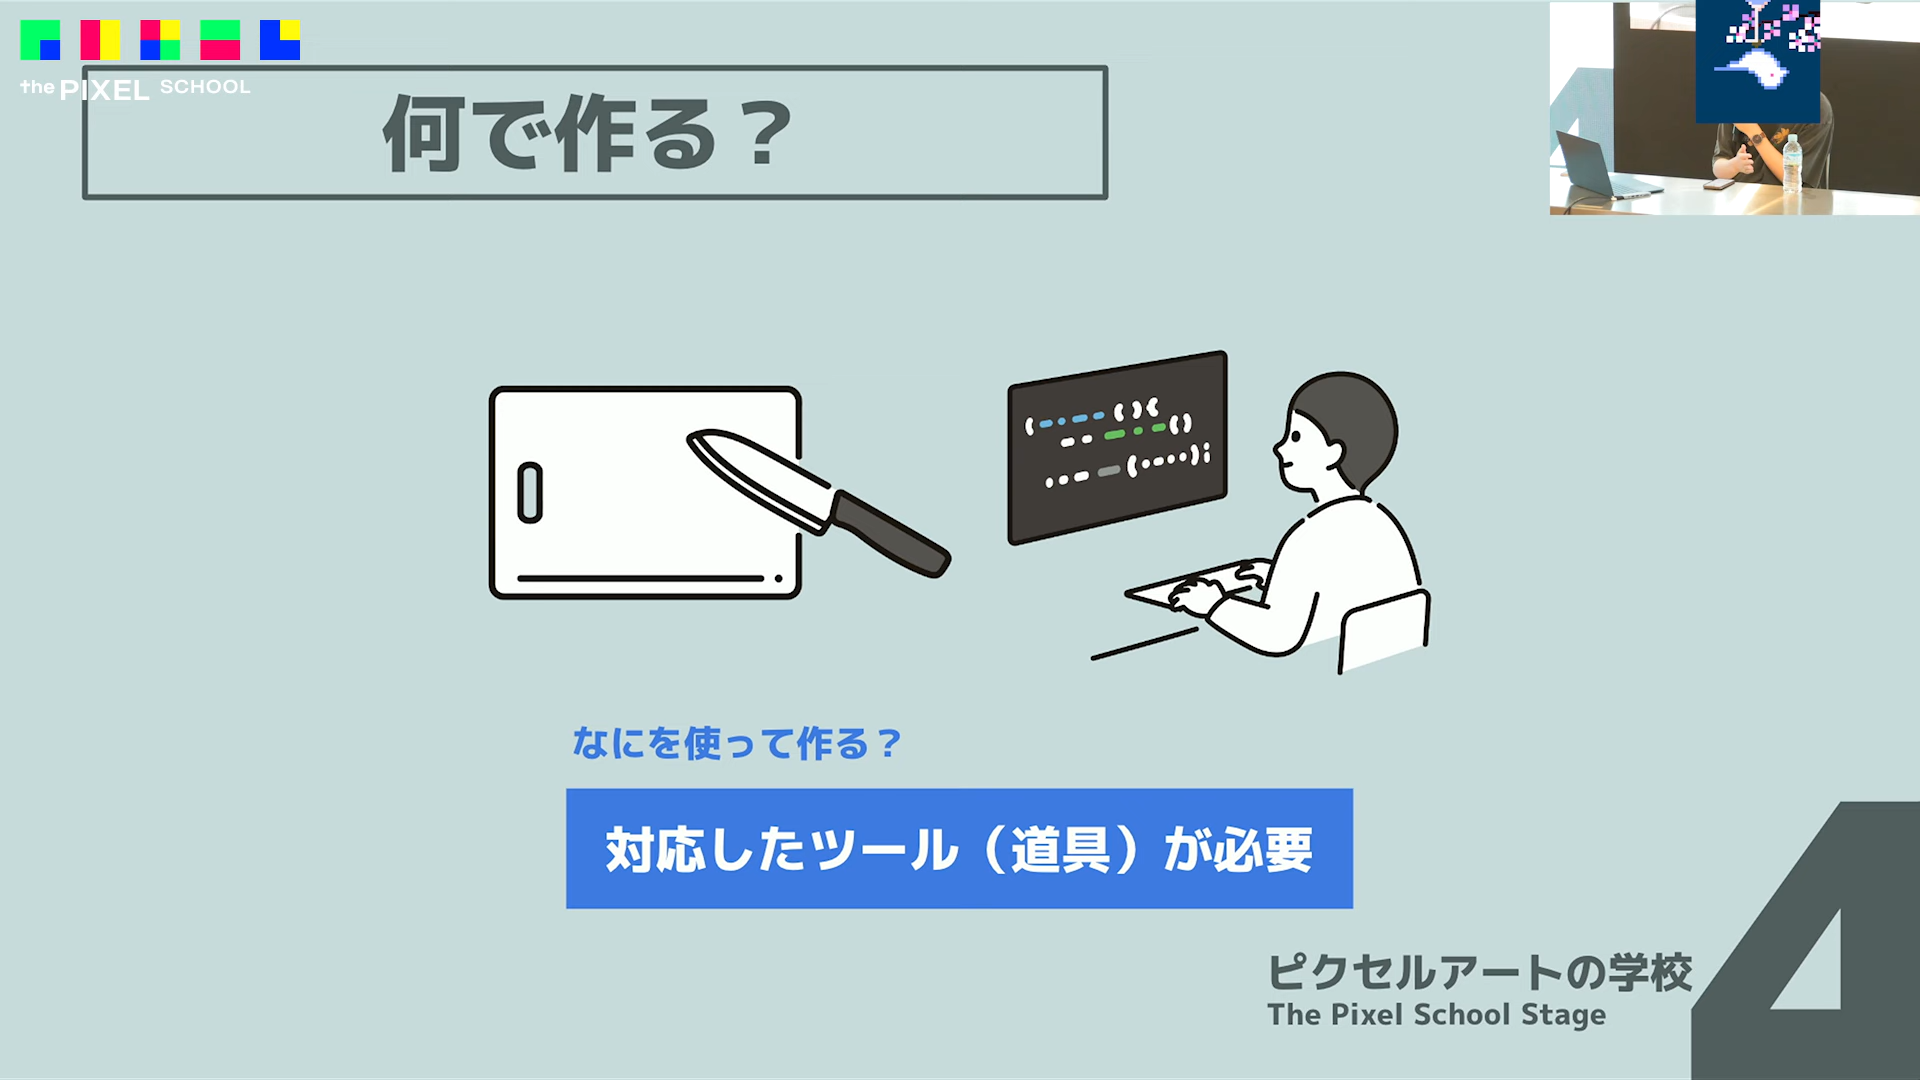 the PIXEL SCHOOL
何で作る？
なにを使って作る？
対応したツール（道具）が必要
ピクセルアートの学校
The Pixel School Stage
4